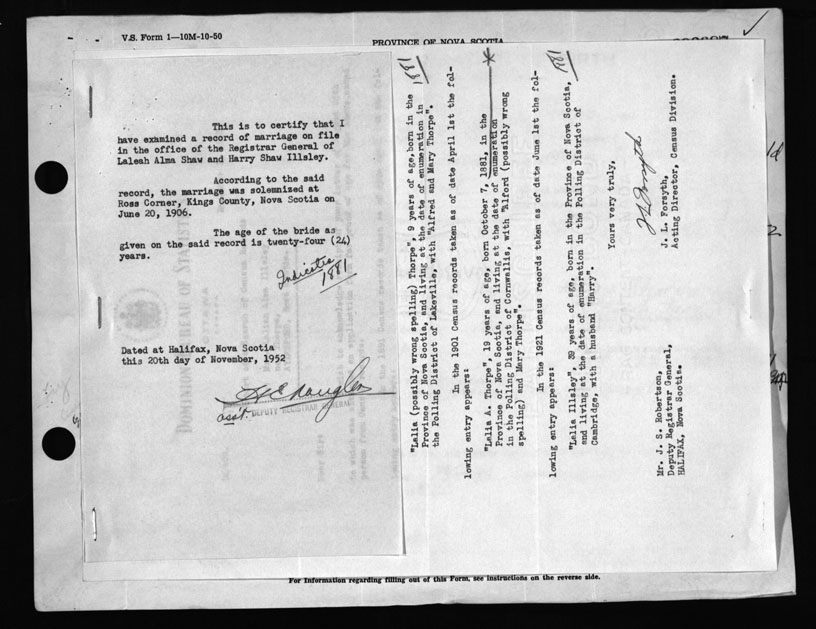 V.S. Form 1—10M-10-50
PROVINCE OF NOVA SCOTIA
This is to certify that I
have examined a record of marriage on file
in the office of the Registrar General of
Laleah Alma Shaw and Harry Shaw Illsley.
According to the said
record, the marriage was solemnized at
Ross Corner, Kings County, Nova Scotia on
June 20, 1906.
The age of the bride as
given on the said record is twenty-four (24)
years.
Indicates
1881
Dated at Halifax, Nova Scotia
this 20th day of November, 1952
asst. DEPUTY REGISTRAR GENERAL
1881
"Lalia (possibly wrong spelling) Thorpe", 9 years of age, born in the
Province of Nova Scotia, and living at the date of enumeration in
the Polling District of Lakeville, with "Alfred and Mary Thorpe".
In the 1901 Census records taken as of date April 1st the fol-
lowing entry appears:
"Lelia A. Thorpe", 19 years of age, born October 7, 1881, in the
Province of Nova Scotia, and living at the date of enumeration
in the Polling District of Cornwallis, with "Alford (possibly wrong
spelling) and Mary Thorpe".
In the 1921 Census records taken as of date June 1st the fol-
lowing entry appears:
1881
"Lelia Illsley", 39 years of age, born in the Province of Nova Scotia,
and living at the date of enumeration in the Polling District of
Cambridge, with a husband "Harry".
Yours very truly,
J. L. Forsyth,
Acting Director, Census Division.
Mr. J. S. Robertson,
Deputy Registrar General,
HALIFAX, Nova Scotia.
For Information regarding filling out of this Form, see instructions on the reverse side.